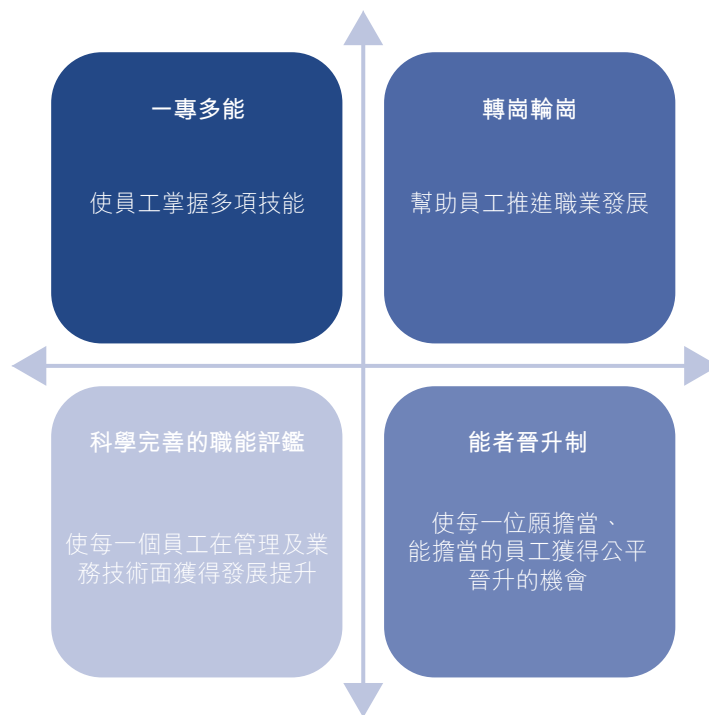 一專多能
使員工掌握多項技能
轉崗輪崗
幫助員工推進職業發展
科學完善的職能評鑑
使每一個員工在管理及業
務技術面獲得發展提升
能者晉升制
使每一位願擔當、
能擔當的員工獲得公平
晉升的機會